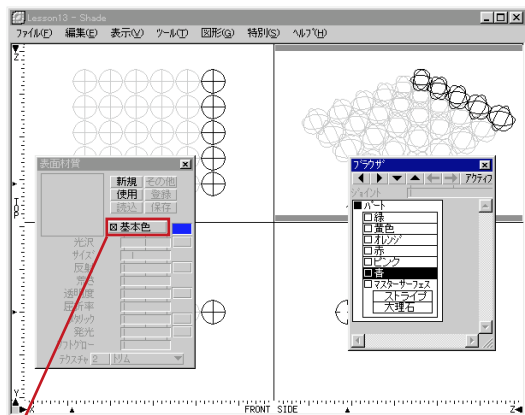 Lesson13 - Shade
ﾌｧｲﾙ(F) 編集(E) 表示(V) ﾂｰﾙ(T) 図形(G) 特別(S) ﾍﾙﾌﾟ(H)
Z
表面材質
新規 その他
使用 登録
読込 保存
基本色
光沢
サイズ
反射
荒さ
透明度
屈折率
発光
テクスチャ 2 トリム
ﾌﾞﾗｳｻﾞ
アクティブ
ジョイント
パート
緑
黄色
オレンジ
赤
ピンク
青
マスターサーフェス
ストライプ
大理石
Y
X FRONT SIDE Z